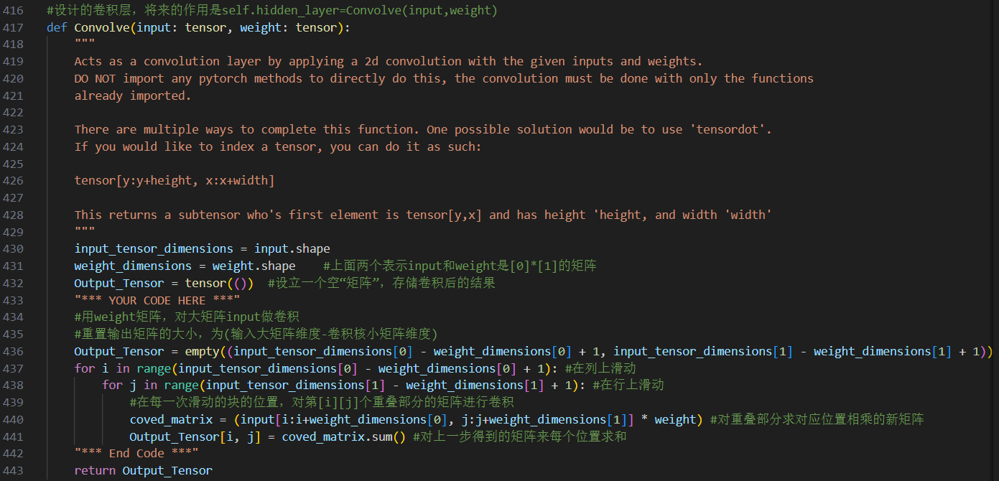 416 #设计的卷积层，将来的作用是self.hidden_layer=Convolve(input,weight)
417 def Convolve(input: tensor, weight: tensor):
418 """
419 Acts as a convolution layer by applying a 2d convolution with the given inputs and weights.
420 DO NOT import any pytorch methods to directly do this, the convolution must be done with only the functions
421 already imported.
422
423 There are multiple ways to complete this function. One possible solution would be to use 'tensordot'.
424 If you would like to index a tensor, you can do it as such:
425
426 tensor[y:y+height, x:x+width]
427
428 This returns a subtensor who's first element is tensor[y,x] and has height 'height, and width 'width'
429 """
430 input_tensor_dimensions = input.shape
431 weight_dimensions = weight.shape    #上面两个表示input和weight是[0]*[1]的矩阵
432 Output_Tensor = tensor(())  #设立一个空“矩阵”，存储卷积后的结果
433 "*** YOUR CODE HERE ***"
434 #用weight矩阵，对大矩阵input做卷积
435 #重置输出矩阵的大小，为(输入大矩阵维度-卷积核小矩阵维度)
436 Output_Tensor = empty((input_tensor_dimensions[0] - weight_dimensions[0] + 1, input_tensor_dimensions[1] - weight_dimensions[1] + 1))
437 for i in range(input_tensor_dimensions[0] - weight_dimensions[0] + 1): #在列上滑动
438 for j in range(input_tensor_dimensions[1] - weight_dimensions[1] + 1): #在行上滑动
439 #在每一次滑动的块的位置，对第[i][j]个重叠部分的矩阵进行卷积
440 coved_matrix = (input[i:i+weight_dimensions[0], j:j+weight_dimensions[1]] * weight) #对重叠部分求对应位置相乘的新矩阵
441 Output_Tensor[i, j] = coved_matrix.sum() #对上一步得到的矩阵来每个位置求和
442 "*** End Code ***"
443 return Output_Tensor